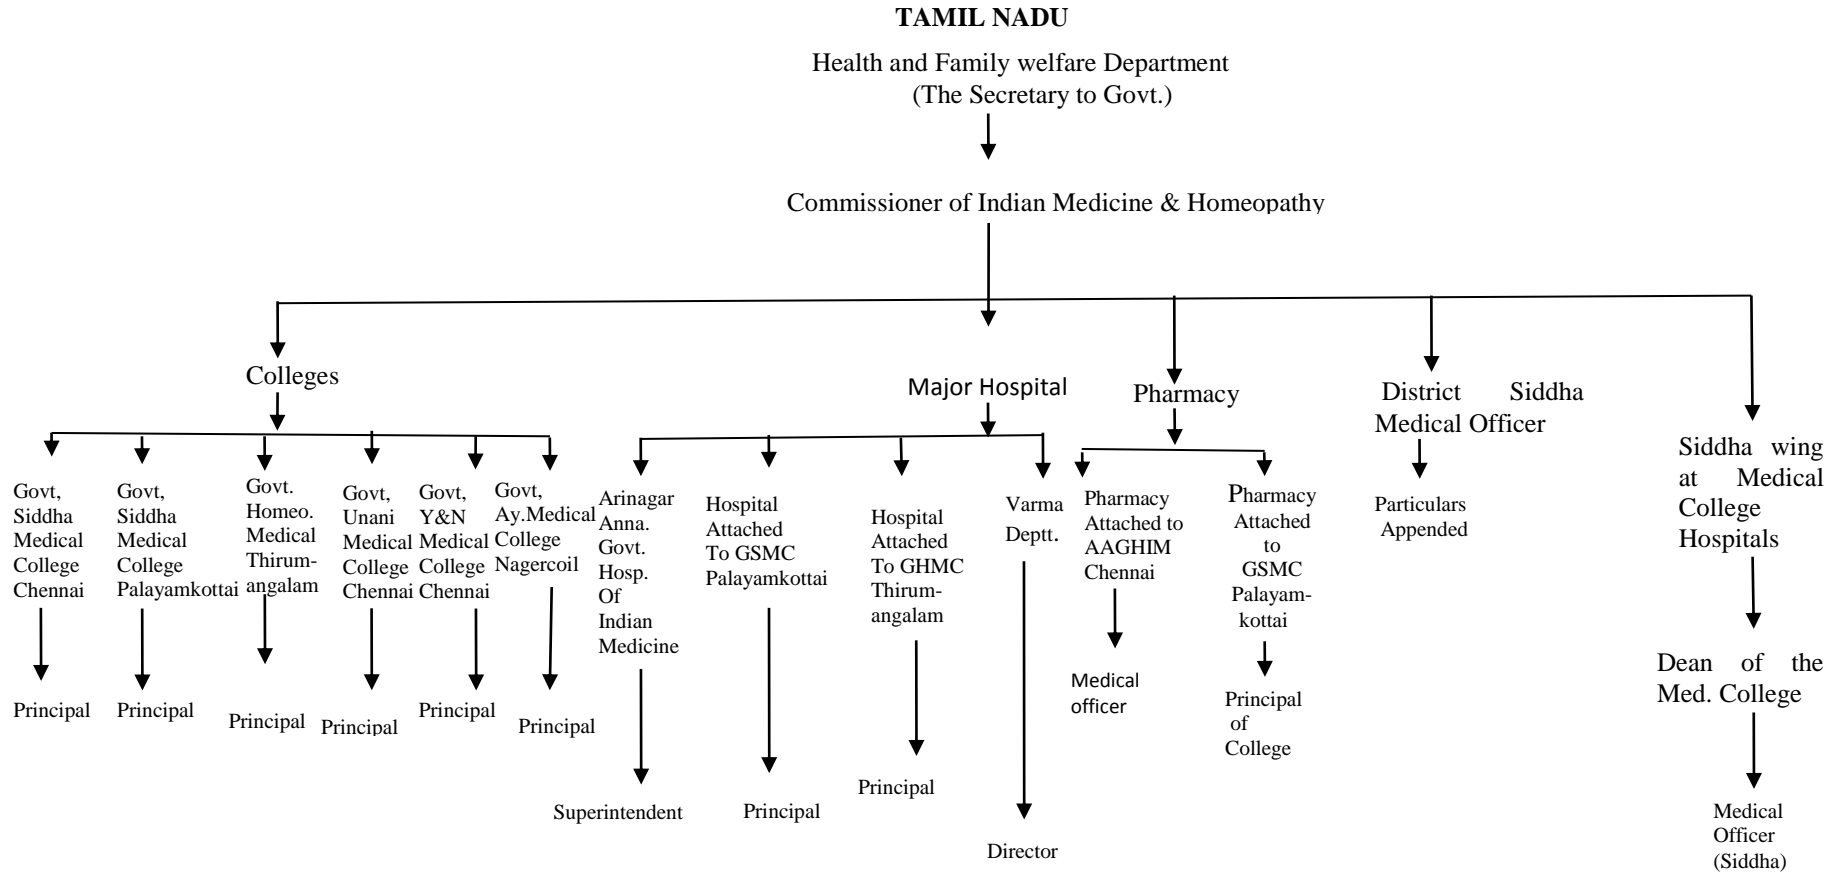 TAMIL NADU
Health and Family welfare Department
(The Secretary to Govt.)
Commissioner of Indian Medicine & Homeopathy
Colleges
Major Hospital
Pharmacy
District Siddha
Medical Officer
Siddha wing
at Medical
College
Hospitals
Govt,
Siddha
Medical
College
Chennai
Govt,
Siddha
Medical
College
Palayamkottai
Govt.
Homeo.
Medical
Thirum-
angalam
Govt,
Unani
Medical
College
Chennai
Govt,
Y&N
Medical
College
Chennai
Govt,
Ay.Medical
College
Nagercoil
Arinagar
Anna.
Govt.
Hosp.
Of
Indian
Medicine
Hospital
Attached
To GSMC
Palayamkottai
Hospital
Attached
To GHMC
Thirum-
angalam
Varma
Deptt.
Pharmacy
Attached to
AAGHIM
Chennai
Pharmacy
Attached
to
GSMC
Palayam-
kottai
Particulars
Appended
Principal
Principal
Principal
Principal
Principal
Principal
Superintendent
Principal
Principal
Director
Medical
officer
Principal
of
College
Dean of the
Med. College
Medical
Officer
(Siddha)